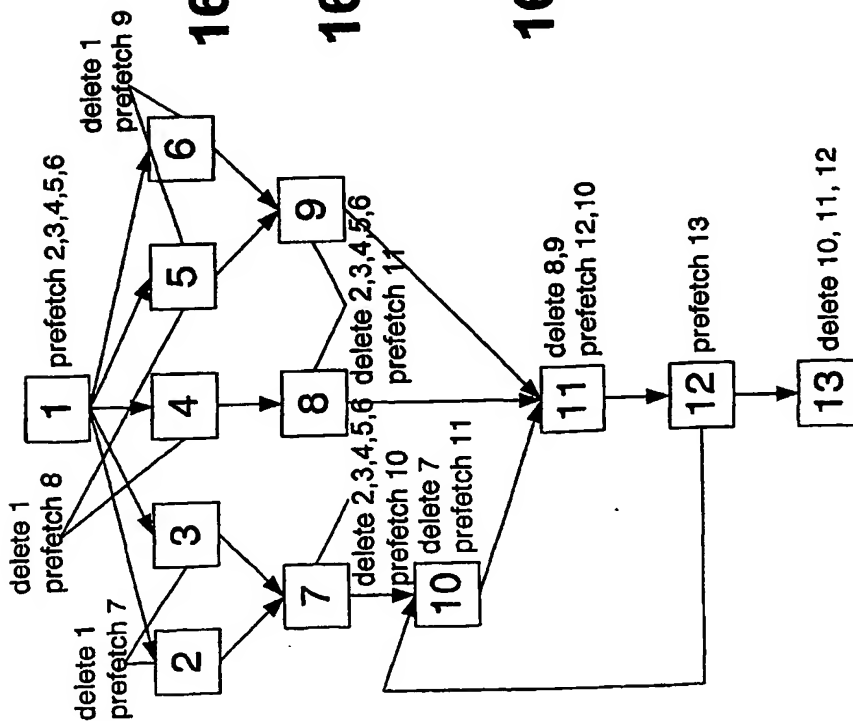 1
prefetch 2,3,4,5,6
delete 1
prefetch 9
delete 1
prefetch 8
delete 1
prefetch 7
2
3
4
5
6
7
8
9
delete 2,3,4,5,6
prefetch 10
delete 2,3,4,5,6
prefetch 11
10
delete 7
prefetch 11
11
delete 8,9
prefetch 12,10
12
prefetch 13
13
delete 10, 11, 12
16
16
16